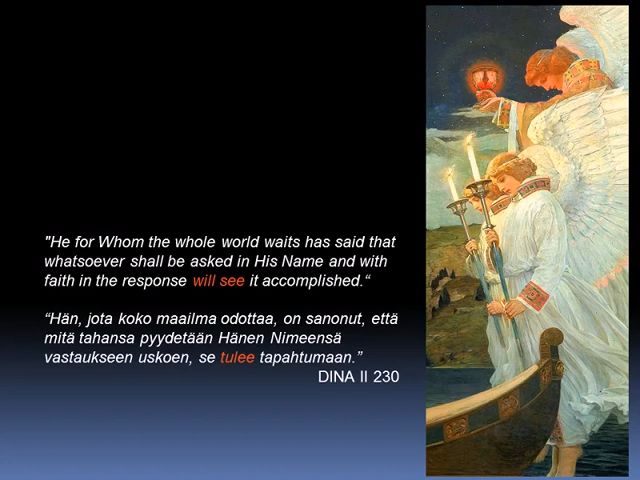 "He for Whom the whole world waits has said that
whatsoever shall be asked in His Name and with
faith in the response will see it accomplished.“
“Hän, jota koko maailma odottaa, on sanonut, että
mitä tahansa pyydetään Hänen Nimeensä
vastaukseen uskoen, se tulee tapahtumaan.”
DINA II 230